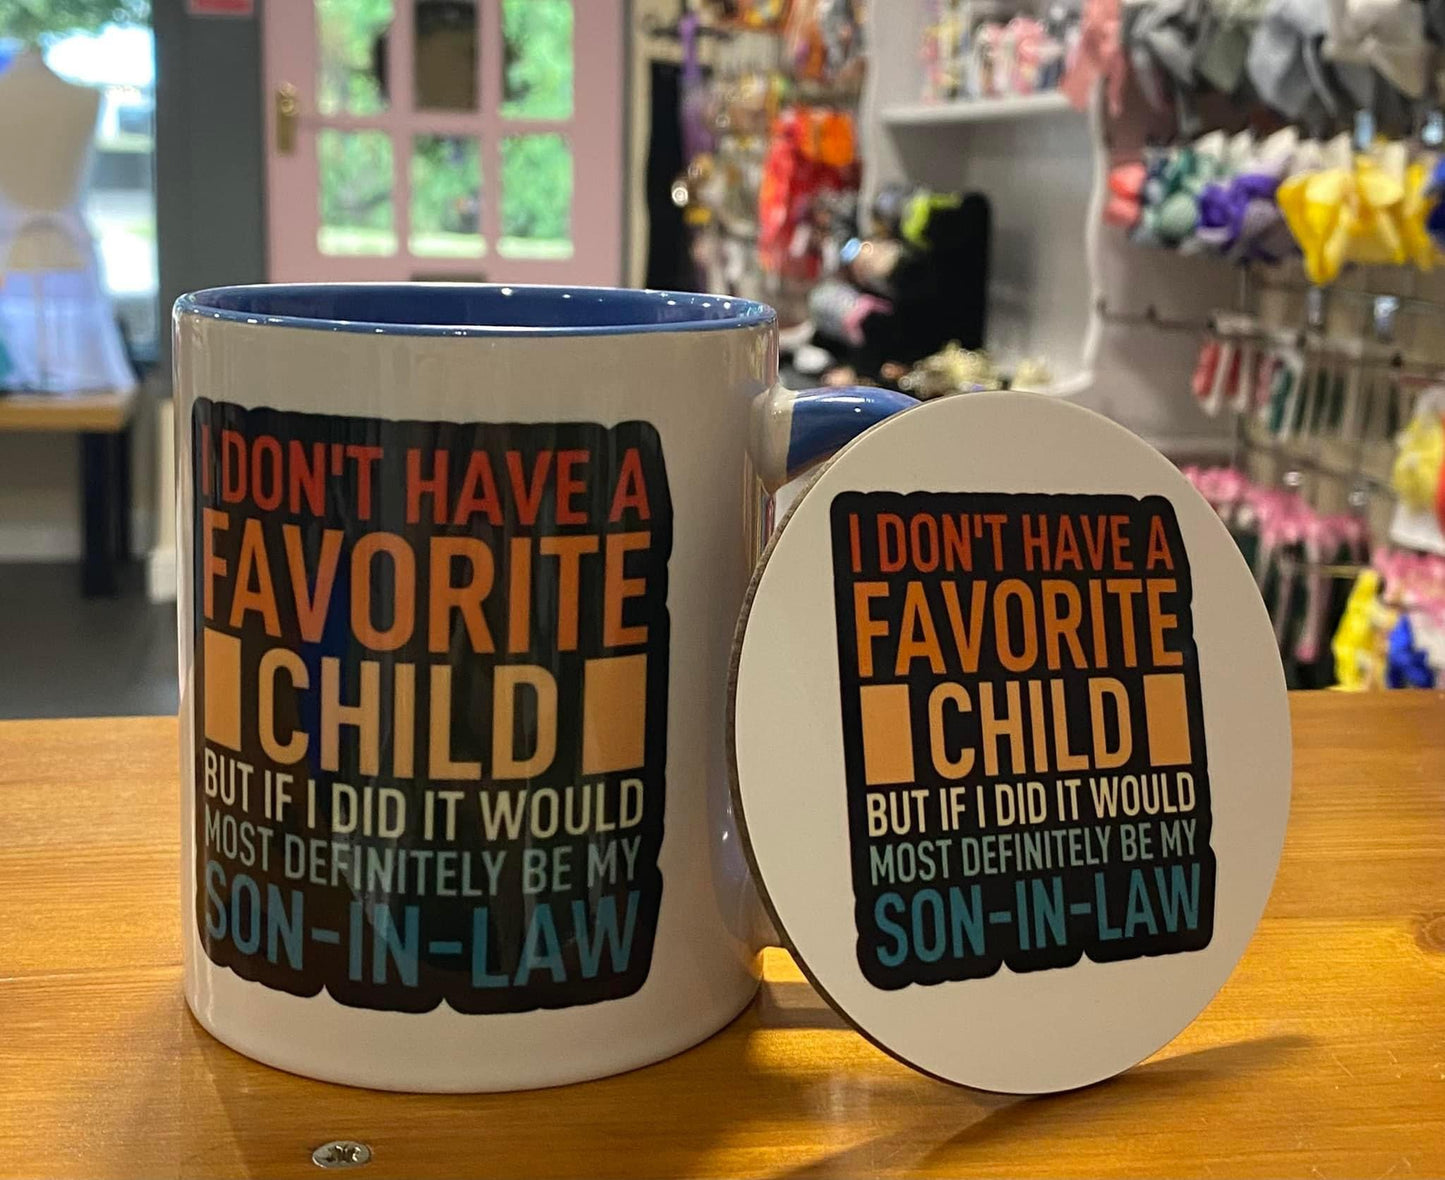 I DON'T HAVE A
FAVORITE
CHILD
BUT IF I DID IT WOULD
MOST DEFINITELY BE MY
SON-IN-LAW
I DON'T HAVE A
FAVORITE
CHILD
BUT IF I DID IT WOULD
MOST DEFINITELY BE MY
SON-IN-LAW